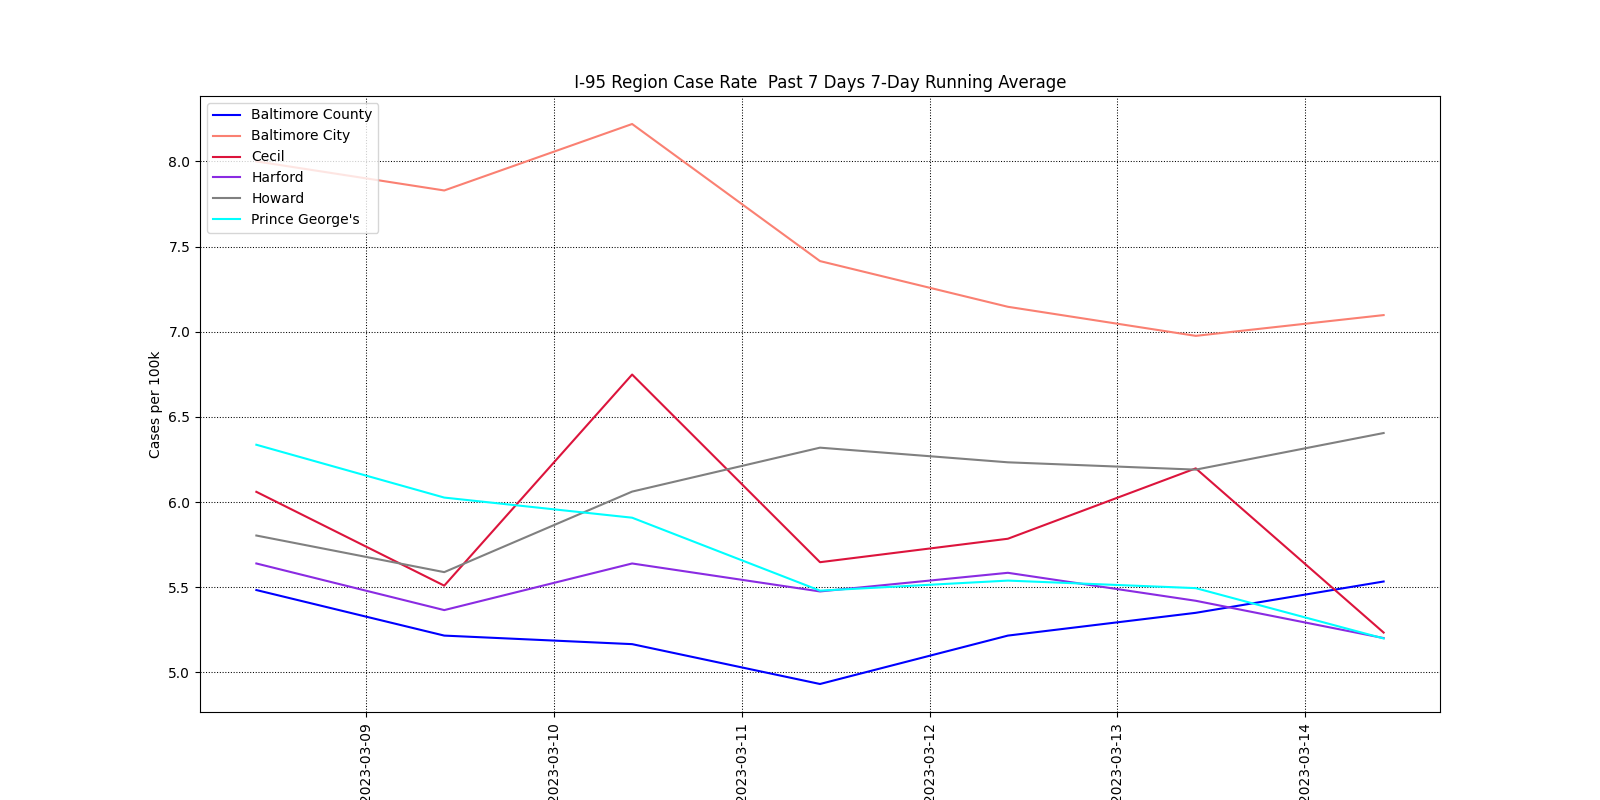 I-95 Region Case Rate  Past 7 Days 7-Day Running Average
Baltimore County
Baltimore City
Cecil
Harford
Howard
Prince George's
8.0
7.5
7.0
6.5
6.0
5.5
5.0
Cases per 100k
2023-03-09
2023-03-10
2023-03-11
2023-03-12
2023-03-13
2023-03-14